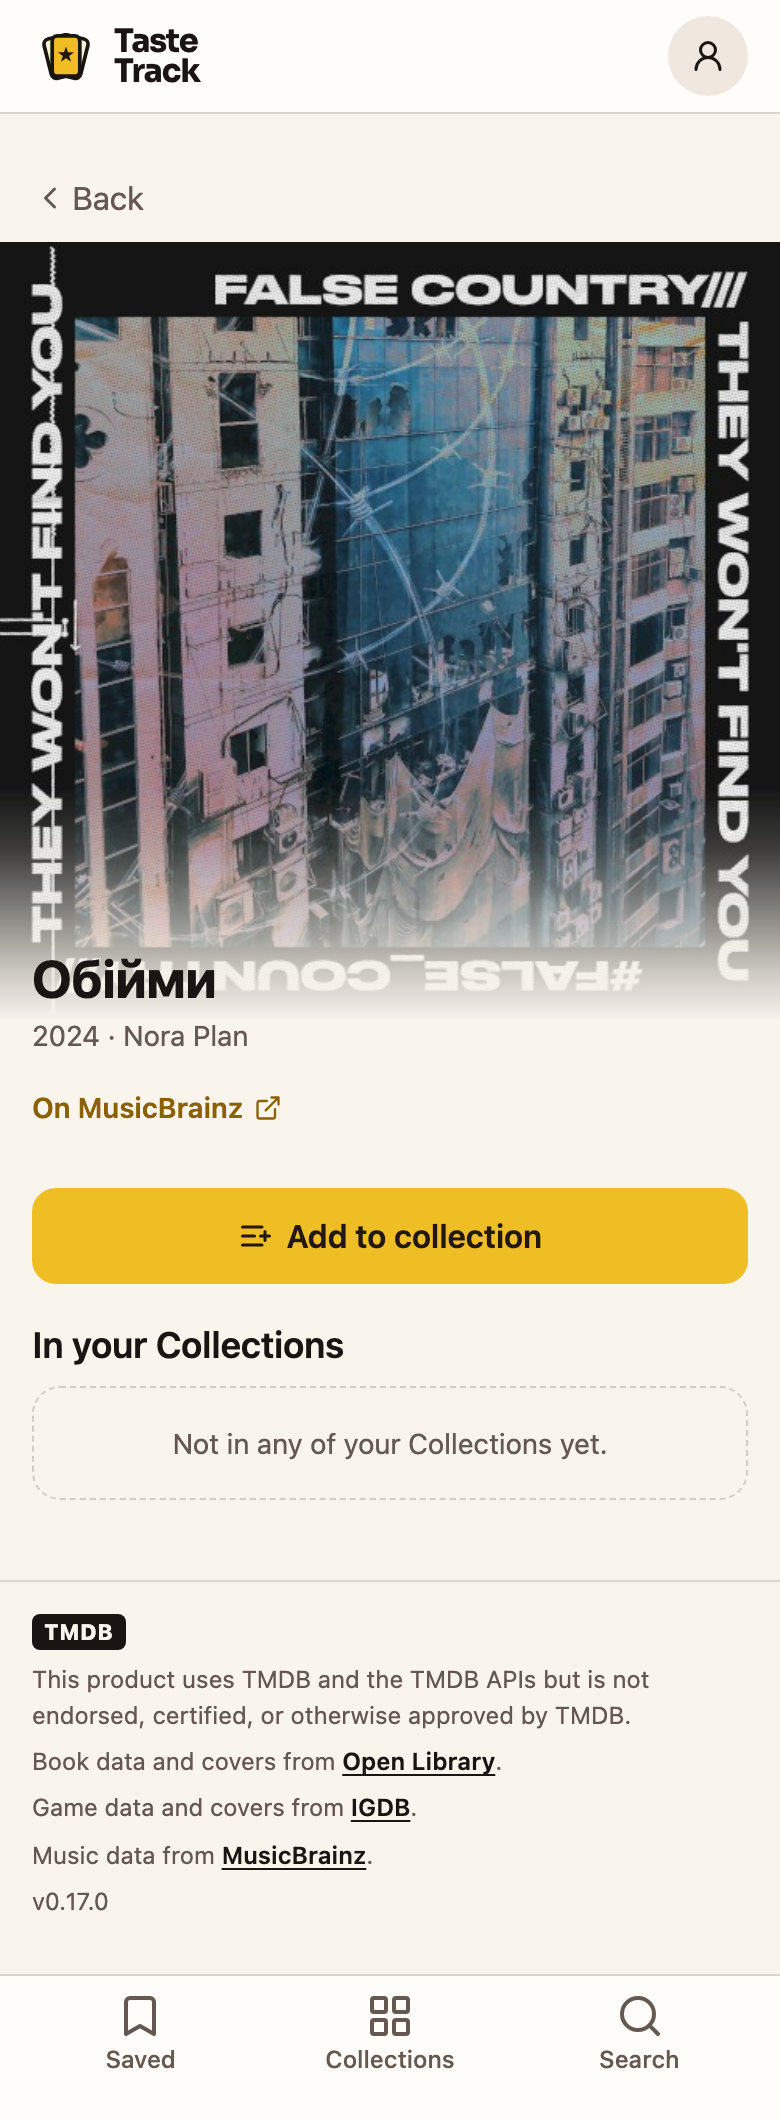 Taste
Track
Back
FALSE COUNTRY///
THEY WON'T FIND YOU
THEY WON'T FIND YOU
#FALSE_COUNT
Обійми
2024 · Nora Plan
On MusicBrainz
Add to collection
In your Collections
Not in any of your Collections yet.
TMDB
This product uses TMDB and the TMDB APIs but is not
endorsed, certified, or otherwise approved by TMDB.
Book data and covers from Open Library.
Game data and covers from IGDB.
Music data from MusicBrainz.
v0.17.0
Saved
Collections
Search